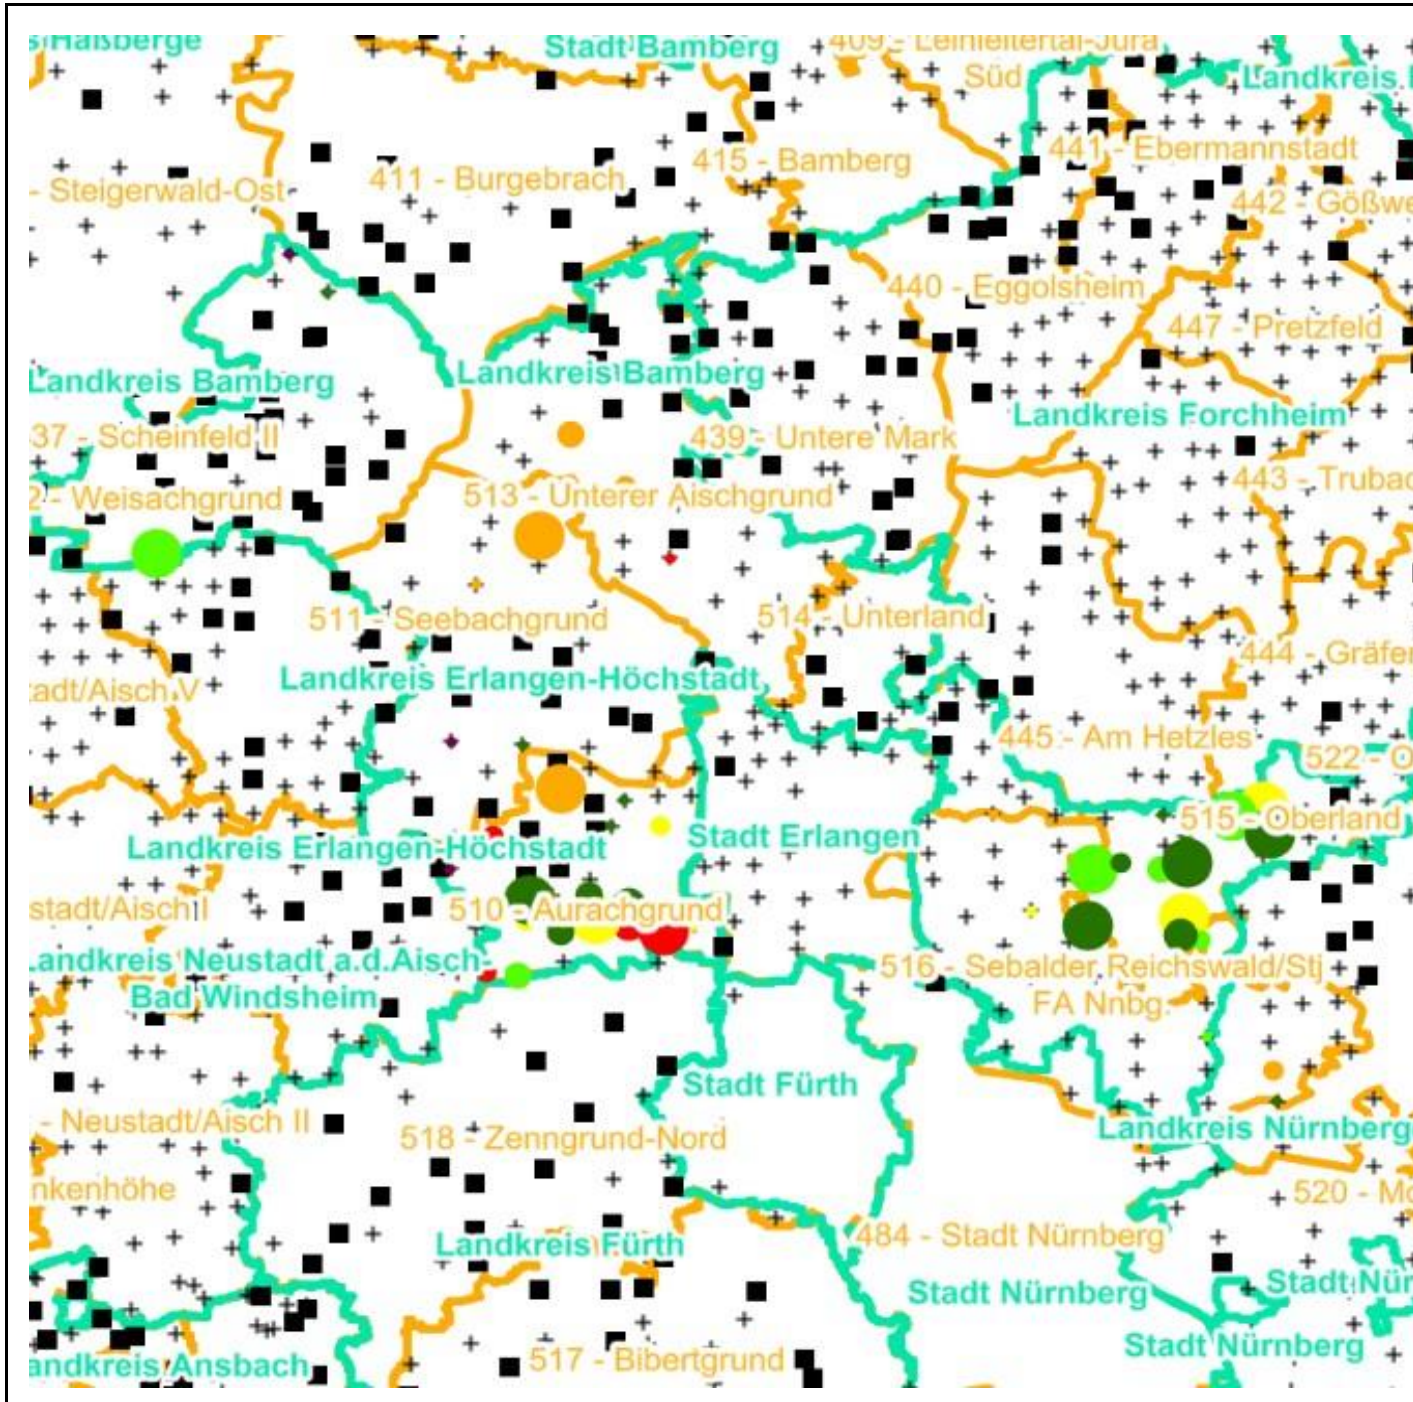 Haßberge
Stadt Bamberg
409 - Leinleitertal-Jura
Süd
Landkreis
441 - Ebermannstadt
415 - Bamberg
411 - Burgebrach
- Steigerwald-Ost
442 - Gößwe
440 - Eggolsheim
447 - Pretzfeld
Landkreis Bamberg
Landkreis Bamberg
Landkreis Forchheim
37 - Scheinfeld II
439 - Untere Mark
443 - Trubac
2 - Weisachgrund
513 - Unterer Aischgrund
511 - Seebachgrund
514 - Unterland
444 - Gräfen
Landkreis Erlangen-Höchstadt
tadt/Aisch V
445 - Am Hetzles
522 - O
515 - Oberland
Stadt Erlangen
Landkreis Erlangen-Höchstadt
stadt/Aisch I
510 - Aurachgrund
Landkreis Neustadt a.d.Aisch-
Bad Windsheim
516 - Sebalder Reichswald/Stj
FA Nnbg.
Stadt Fürth
- Neustadt/Aisch II
518 - Zenngrund-Nord
Landkreis Nürnberg
nkenhöhe
520 - Mo
484 - Stadt Nürnberg
Landkreis Fürth
Stadt Nürnberg
Stadt Nür
Stadt Nürnberg
andkreis Ansbach
517 - Bibertgrund